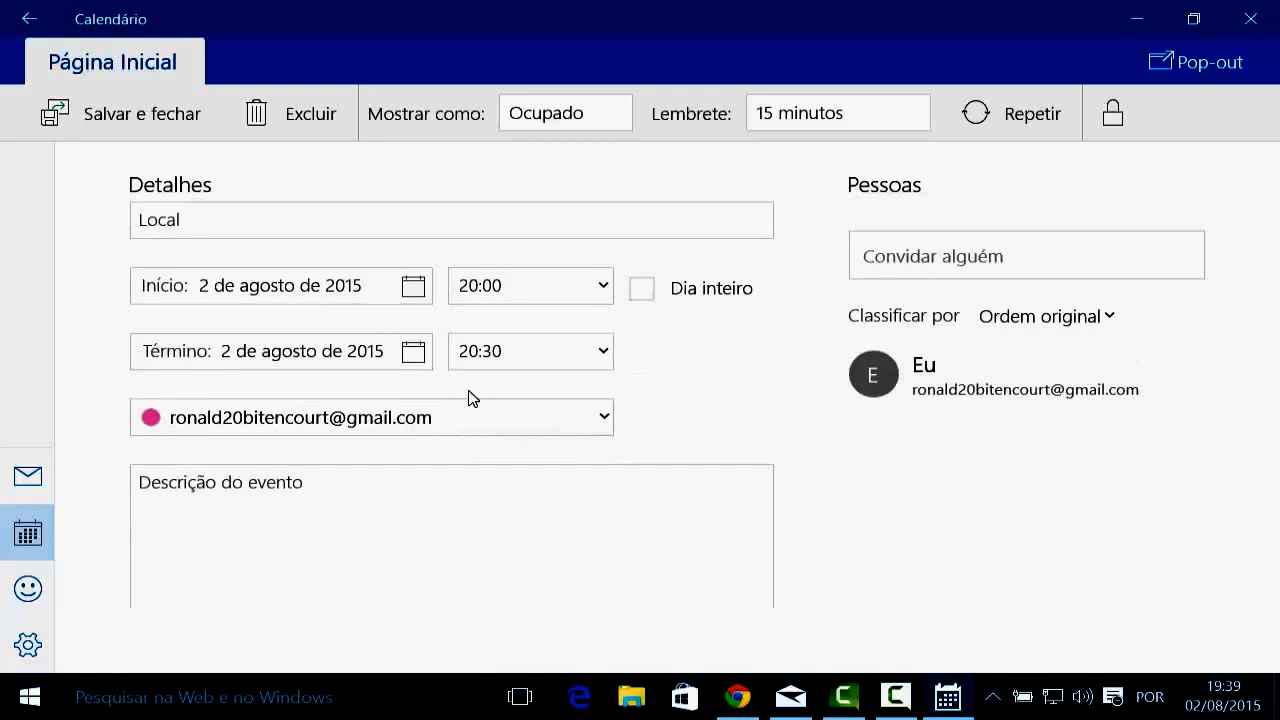 Calendário
Página Inicial
Pop-out
Salvar e fechar
Excluir
Mostrar como:
Ocupado
Lembrete:
15 minutos
Repetir
Detalhes
Local
Início: 2 de agosto de 2015
20:00
Dia inteiro
Término: 2 de agosto de 2015
20:30
ronald20bitencourt@gmail.com
Descrição do evento
Pessoas
Convidar alguém
Classificar por
Ordem original
E
Eu
ronald20bitencourt@gmail.com
Pesquisar na Web e no Windows
POR
19:39
02/08/2015